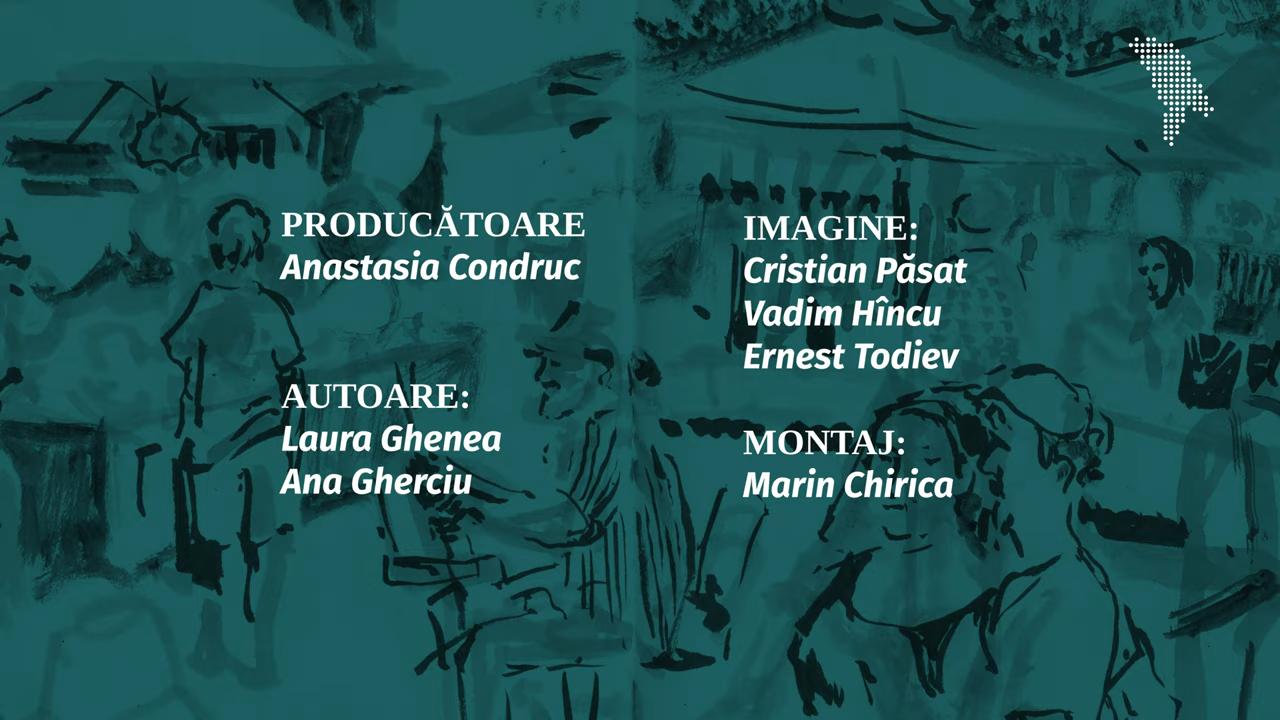 PRODUCĂTOARE
Anastasia Condruc
AUTOARE:
Laura Ghenea
Ana Gherciu
IMAGINE:
Cristian Păsat
Vadim Hîncu
Ernest Todiev
MONTAJ:
Marin Chirica